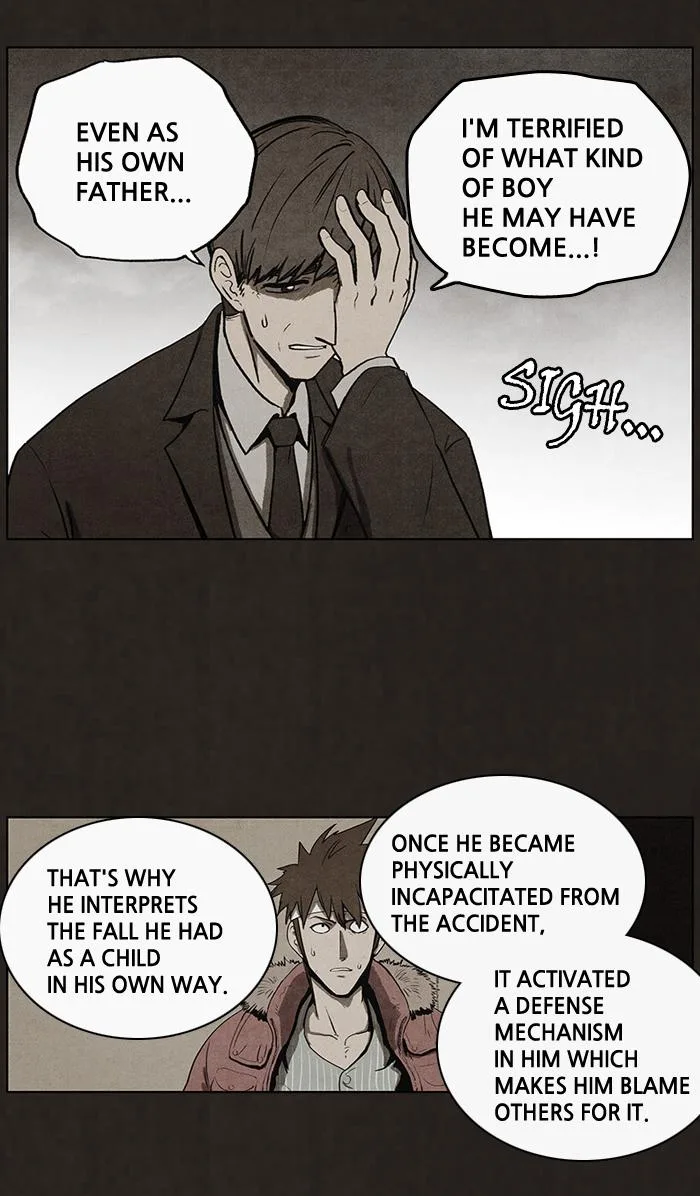 EVEN AS
HIS OWN
FATHER...
I'M TERRIFIED
OF WHAT KIND
OF BOY
HE MAY HAVE
BECOME...!
SIGH...
THAT'S WHY
HE INTERPRETS
THE FALL HE HAD
AS A CHILD
IN HIS OWN WAY.
ONCE HE BECAME
PHYSICALLY
INCAPACITATED FROM
THE ACCIDENT,
IT ACTIVATED
A DEFENSE
MECHANISM
IN HIM WHICH
MAKES HIM BLAME
OTHERS FOR IT.